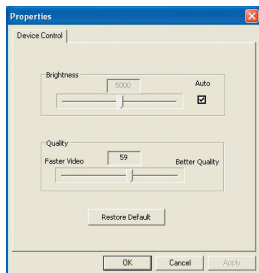 Properties
Device Control
Brightness
5000 Auto
Quality
Faster Video 59 Better Quality
Restore Default
OK Cancel Apply